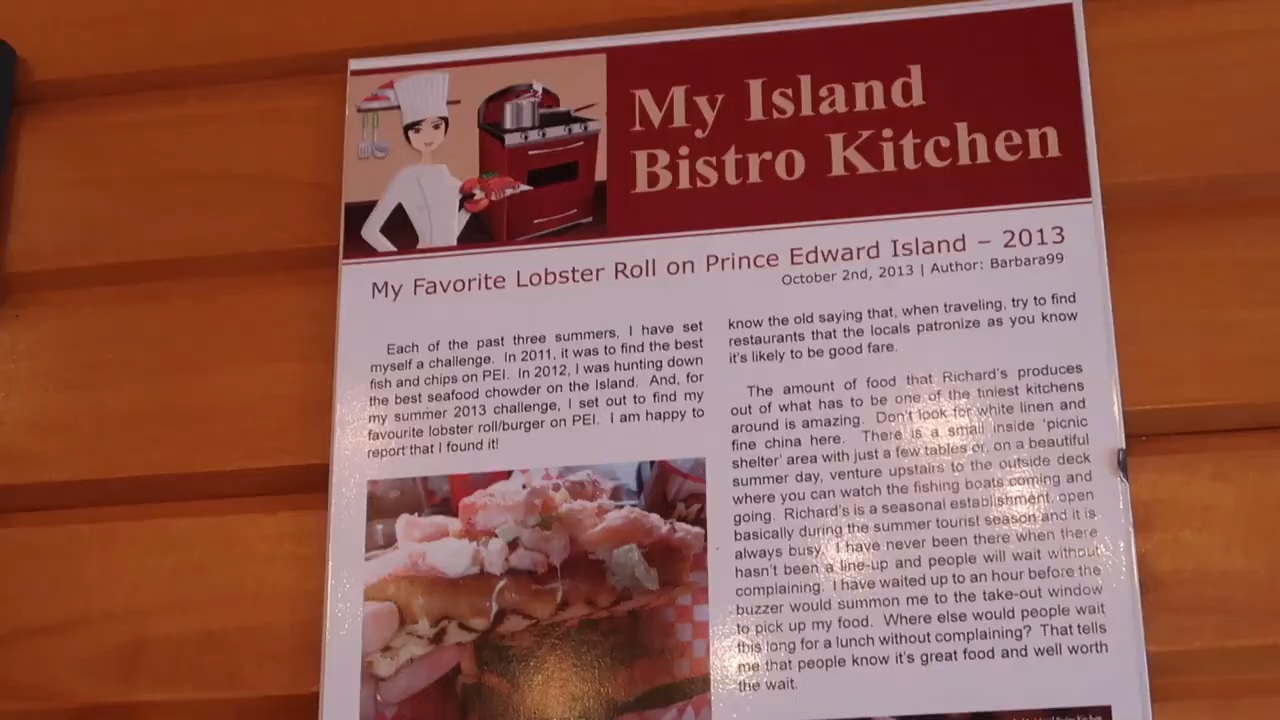 My Island
Bistro Kitchen
My Favorite Lobster Roll on Prince Edward Island – 2013
October 2nd, 2013 | Author: Barbara99
Each of the past three summers, I have set
myself a challenge. In 2011, it was to find the best
fish and chips on PEI. In 2012, I was hunting down
the best seafood chowder on the Island. And, for
my summer 2013 challenge, I set out to find my
favourite lobster roll/burger on PEI. I am happy to
report that I found it!
know the old saying that, when traveling, try to find
restaurants that the locals patronize as you know
it's likely to be good fare.
The amount of food that Richard's produces
out of what has to be one of the tiniest kitchens
around is amazing. Don't look for white linen and
fine china here. There is a small inside 'picnic
shelter' area with just a few tables or, on a beautiful
summer day, venture upstairs to the outside deck
where you can watch the fishing boats coming and
going. Richard's is a seasonal establishment, open
basically during the summer tourist season and it is
always busy. I have never been there when there
hasn't been a line-up and people will wait without
complaining. I have waited up to an hour before the
buzzer would summon me to the take-out window
to pick up my food. Where else would people wait
this long for a lunch without complaining? That tells
me that people know it's great food and well worth
the wait.